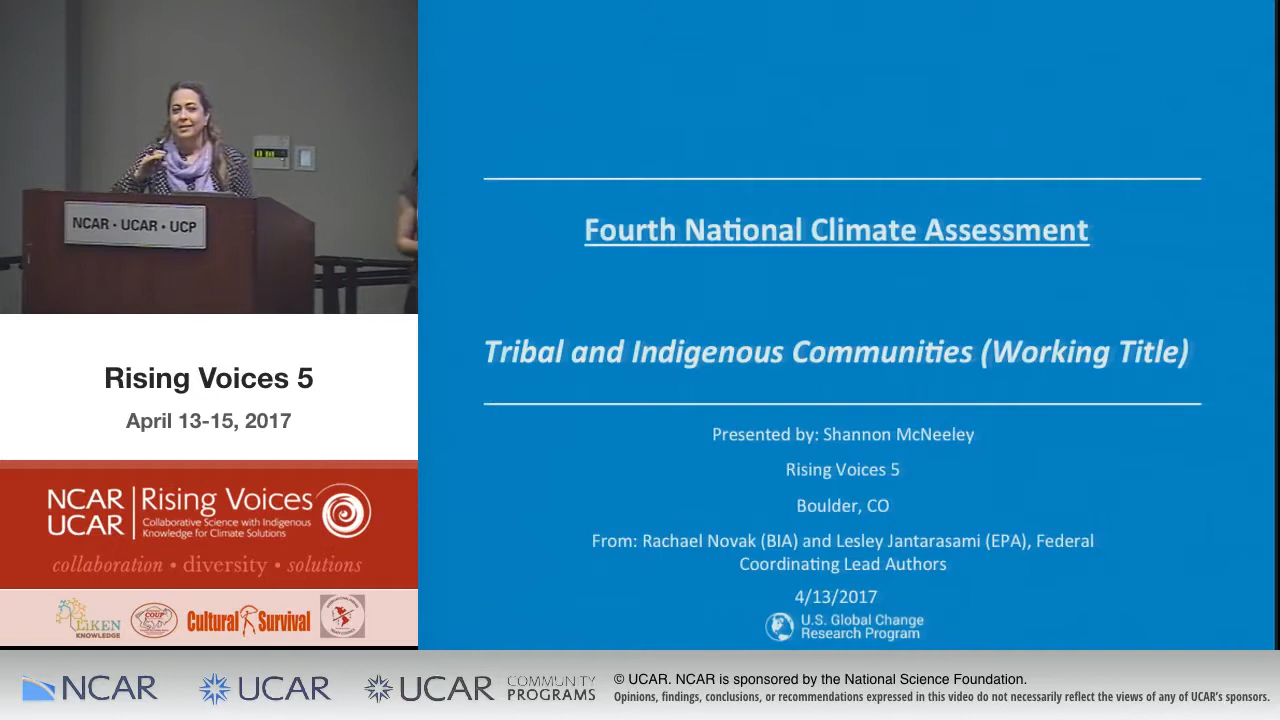 NCAR • UCAR • UCP
Rising Voices 5
April 13-15, 2017
NCAR
UCAR
Rising Voices
Collaborative Science with Indigenous
Knowledge for Climate Solutions
collaboration • diversity • solutions
LiKEN
KNOWLEDGE
COUP
Cultural Survival
Fourth National Climate Assessment
Tribal and Indigenous Communities (Working Title)
Presented by: Shannon McNeeley
Rising Voices 5
Boulder, CO
From: Rachael Novak (BIA) and Lesley Jantarasami (EPA), Federal
Coordinating Lead Authors
4/13/2017
U.S. Global Change
Research Program
NCAR
UCAR
UCAR
COMMUNITY
PROGRAMS
© UCAR. NCAR is sponsored by the National Science Foundation.
Opinions, findings, conclusions, or recommendations expressed in this video do not necessarily reflect the views of any of UCAR's sponsors.